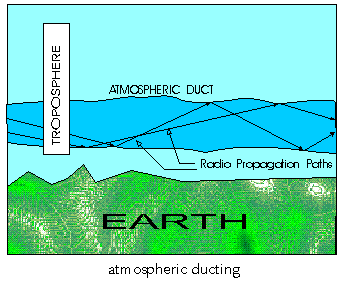 TROPOSPHERE
ATMOSPHERIC DUCT
Radio Propagation Paths
EARTH
atmospheric ducting